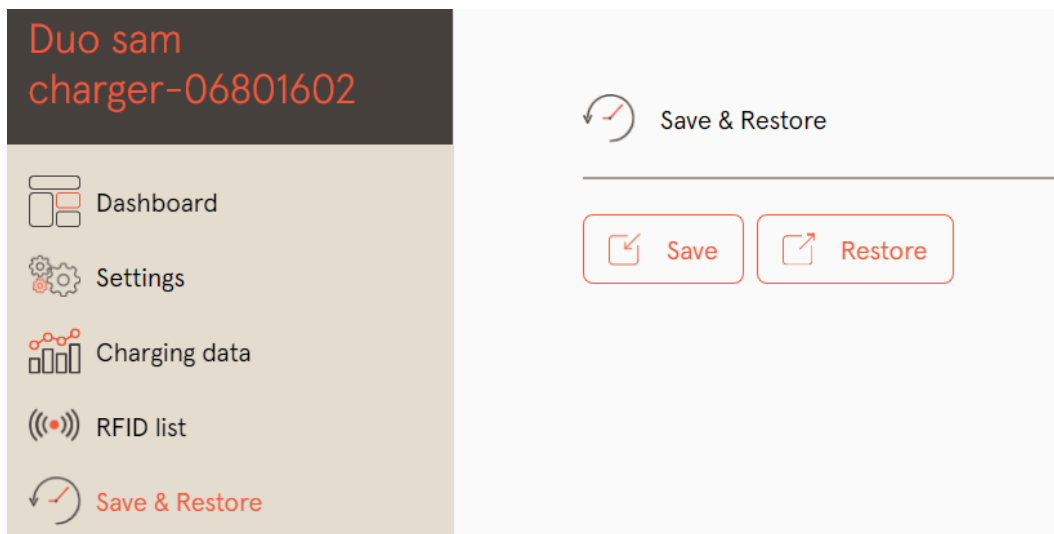 Duo sam
charger-06801602
Dashboard
Settings
Charging data
RFID list
Save & Restore
Save & Restore
Save
Restore